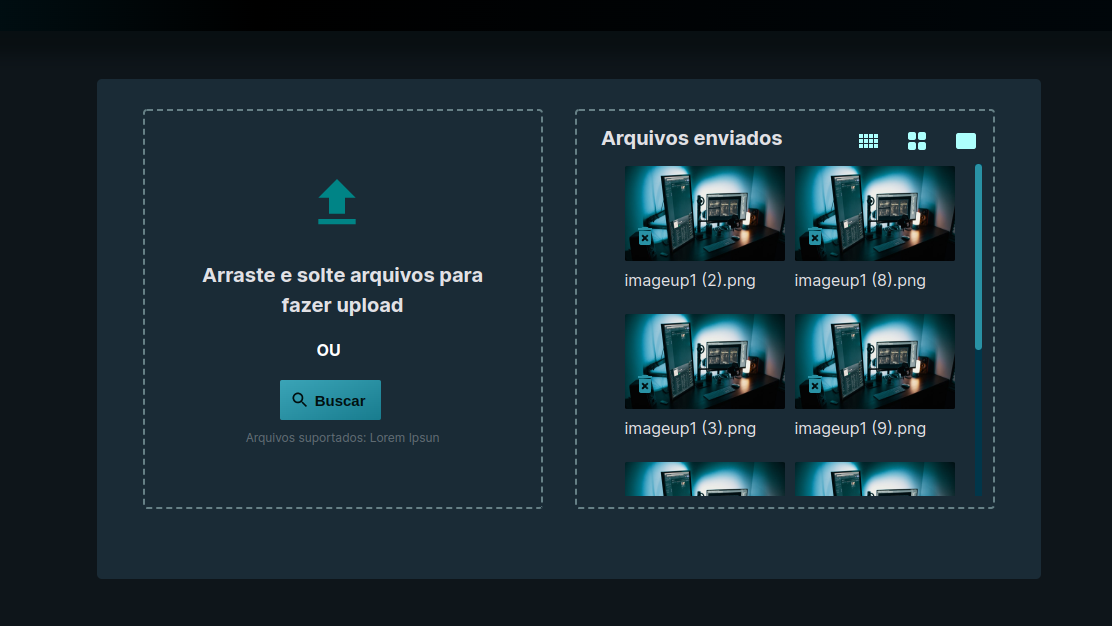 Arraste e solte arquivos para
fazer upload
OU
Buscar
Arquivos suportados: Lorem Ipsun
Arquivos enviados
imageup1 (2).png
imageup1 (8).png
imageup1 (3).png
imageup1 (9).png